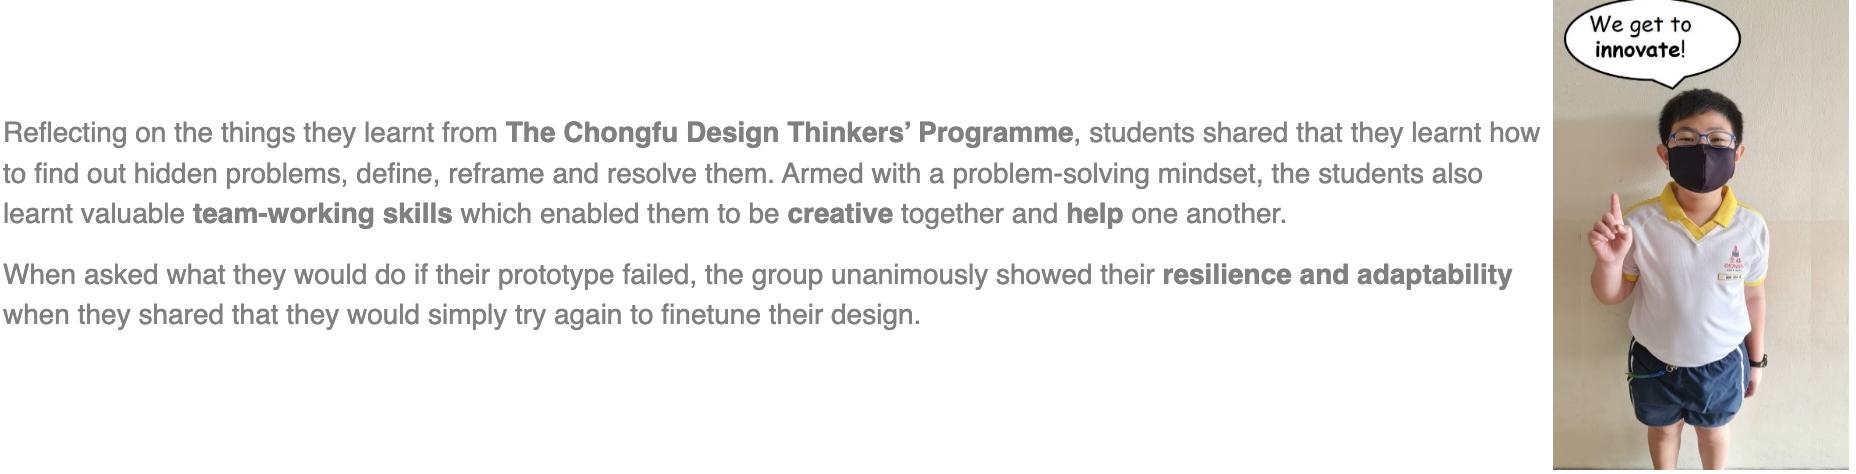 We get to
innovate!
Reflecting on the things they learnt from The Chongfu Design Thinkers’ Programme, students shared that they learnt how
to find out hidden problems, define, reframe and resolve them. Armed with a problem-solving mindset, the students also
learnt valuable team-working skills which enabled them to be creative together and help one another.
When asked what they would do if their prototype failed, the group unanimously showed their resilience and adaptability
when they shared that they would simply try again to finetune their design.